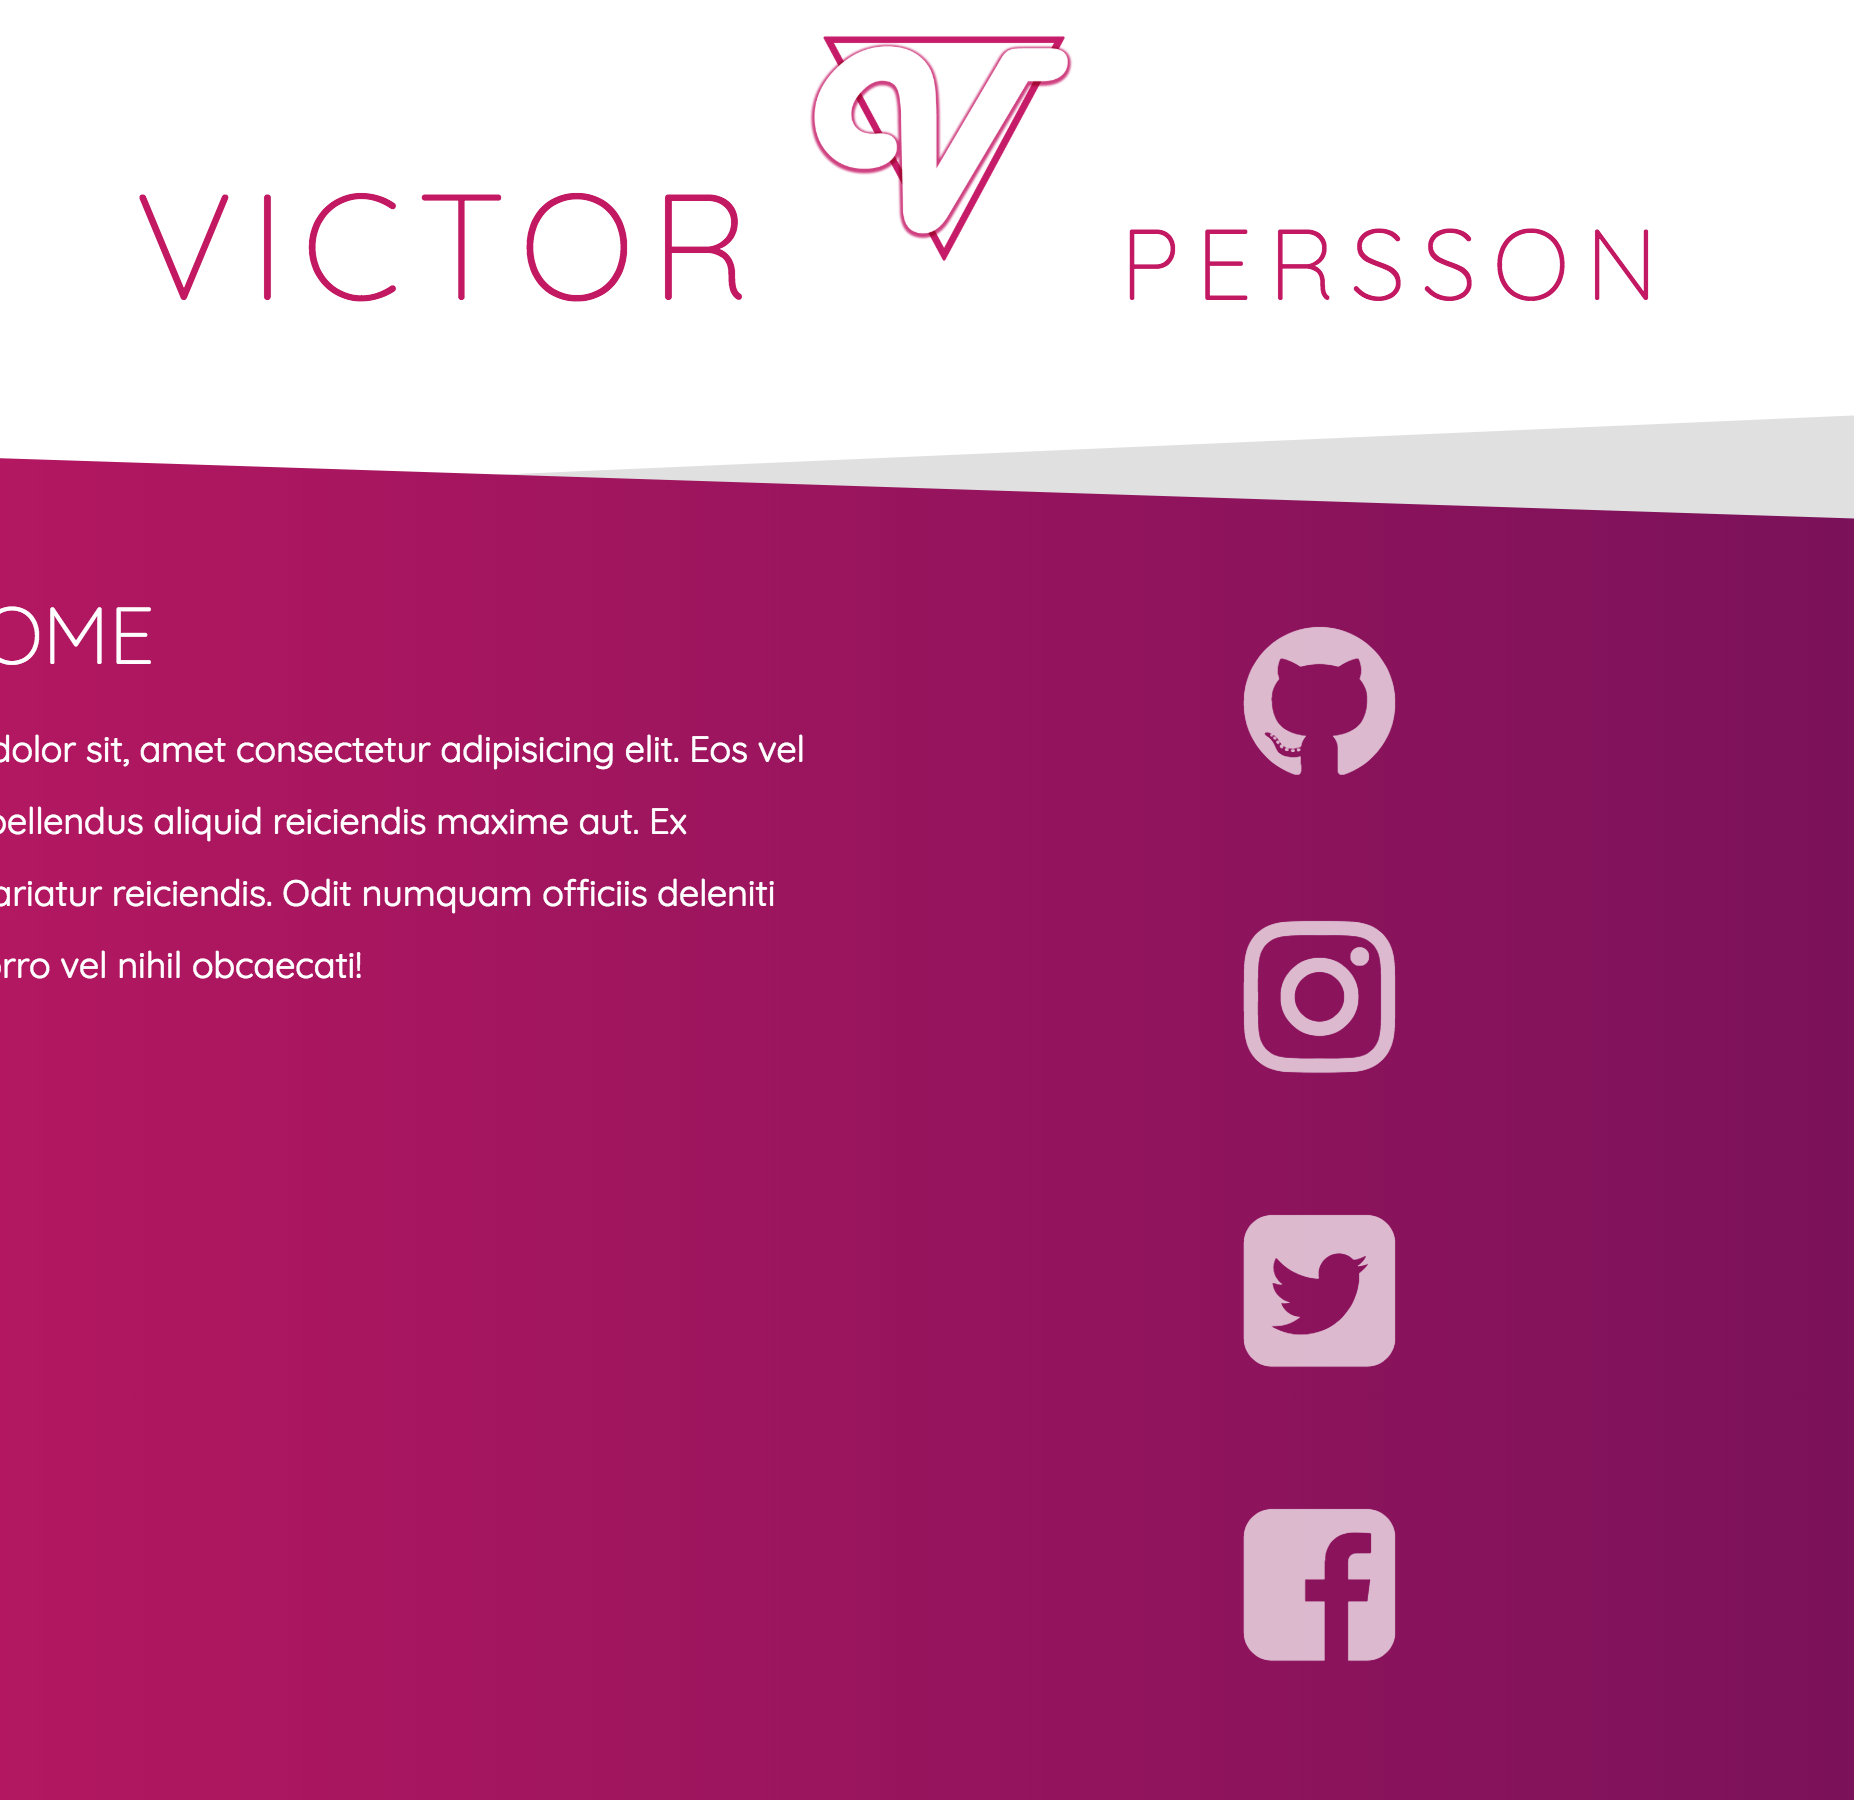 VICTOR V PERSSON
OME
dolor sit, amet consectetur adipisicing elit. Eos vel
pellendus aliquid reiciendis maxime aut. Ex
ariatur reiciendis. Odit numquam officiis deleniti
orro vel nihil obcaecati!